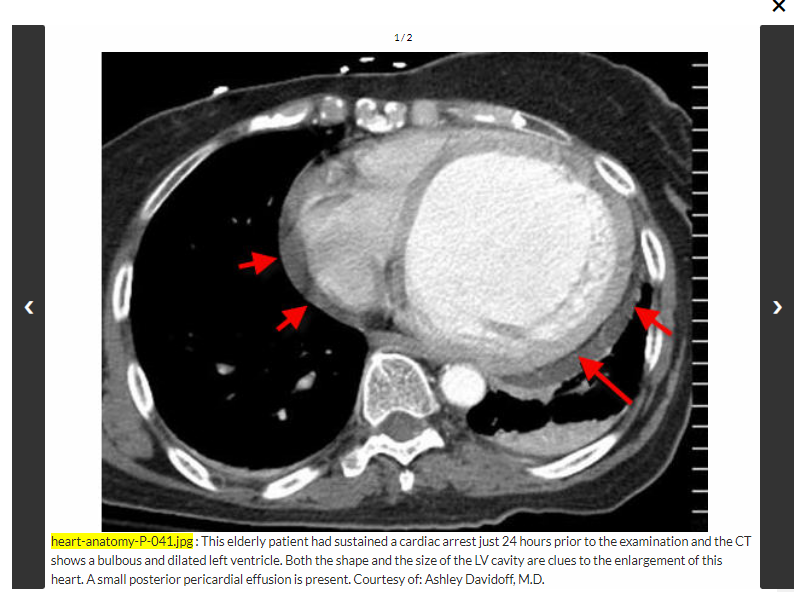 1/2
heart-anatomy-P-041.jpg : This elderly patient had sustained a cardiac arrest just 24 hours prior to the examination and the CT
shows a bulbous and dilated left ventricle. Both the shape and the size of the LV cavity are clues to the enlargement of this
heart. A small posterior pericardial effusion is present. Courtesy of: Ashley Davidoff, M.D.